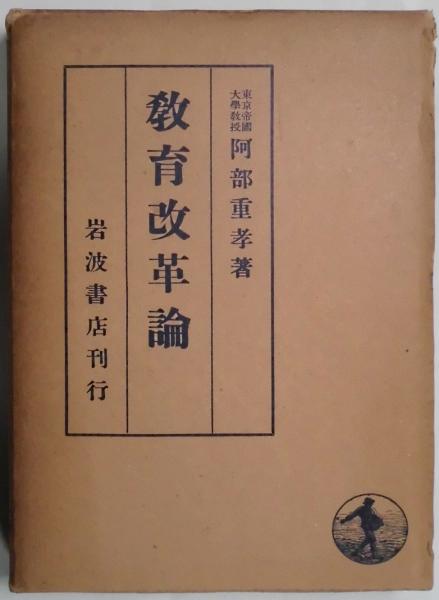 東京帝國
大學教授
阿部重孝著
教育改革論
岩波書店刊行